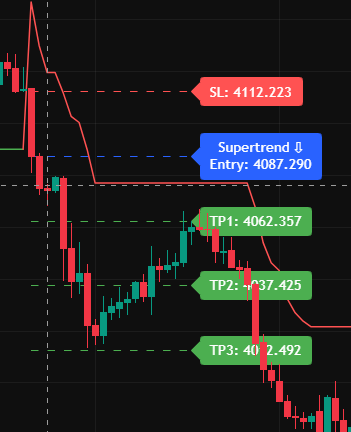 SL: 4112.223
Supertrend ⇩
Entry: 4087.290
TP1: 4062.357
TP2: 4037.425
TP3: 4012.492